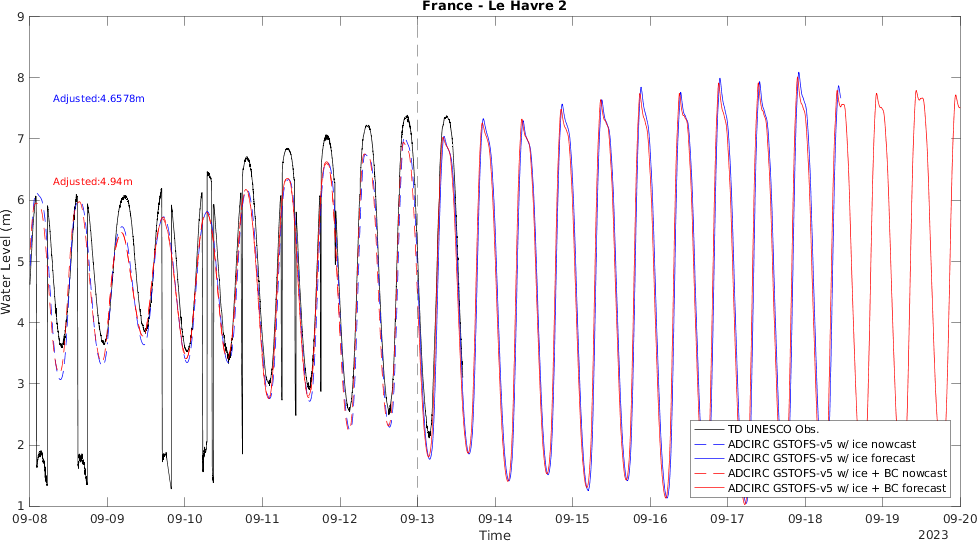 France - Le Havre 2
9
8
7
6
5
4
3
2
1
Water Level (m)
Adjusted:4.6578m
Adjusted:4.94m
TD UNESCO Obs.
ADCIRC GSTOFS-v5 w/ ice nowcast
ADCIRC GSTOFS-v5 w/ ice forecast
ADCIRC GSTOFS-v5 w/ ice + BC nowcast
ADCIRC GSTOFS-v5 w/ ice + BC forecast
09-08 09-09 09-10 09-11 09-12 09-13 09-14 09-15 09-16 09-17 09-18 09-19 09-20
Time
2023